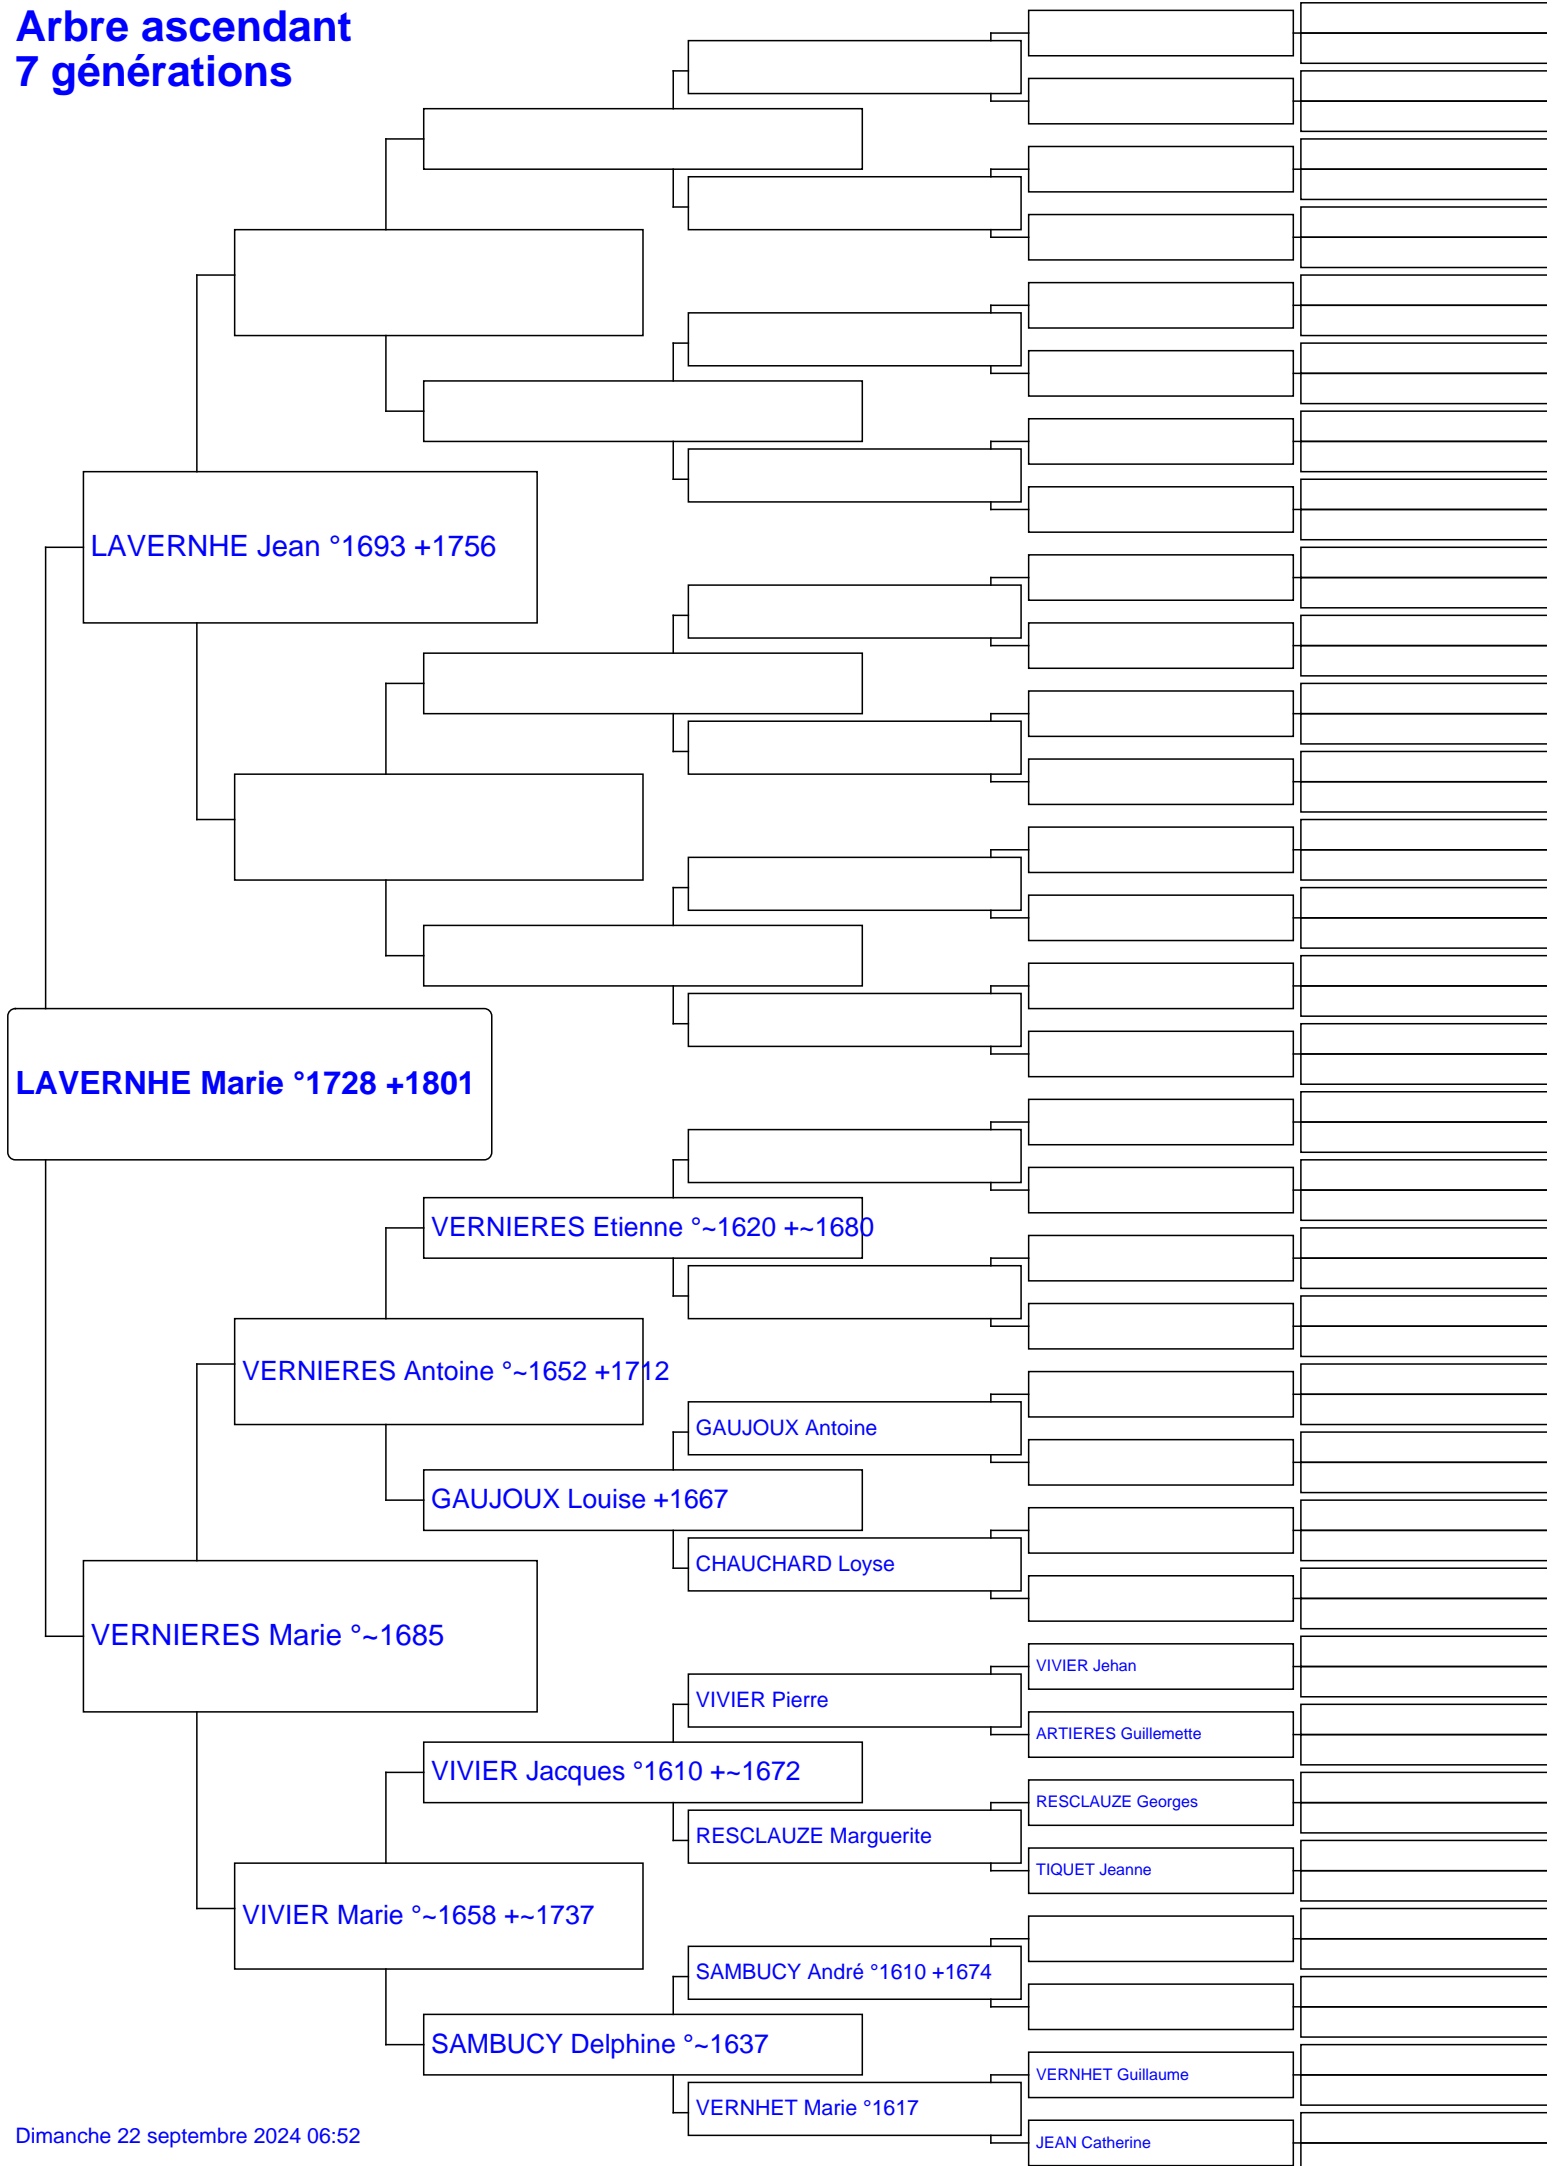 Arbre ascendant
7 générations
LAVERNHE Jean °1693 +1756
LAVERNHE Marie °1728 +1801
VERNIERES Etienne °~1620 +~1680
VERNIERES Antoine °~1652 +1712
GAUJOUX Antoine
GAUJOUX Louise +1667
CHAUCHARD Loyse
VERNIERES Marie °~1685
VIVIER Jehan
VIVIER Pierre
ARTIERES Guillemette
VIVIER Jacques °1610 +~1672
RESCLAUZE Georges
RESCLAUZE Marguerite
TIQUET Jeanne
VIVIER Marie °~1658 +~1737
SAMBUCY André °1610 +1674
SAMBUCY Delphine °~1637
VERNHET Guillaume
VERNHET Marie °1617
JEAN Catherine
Dimanche 22 septembre 2024 06:52